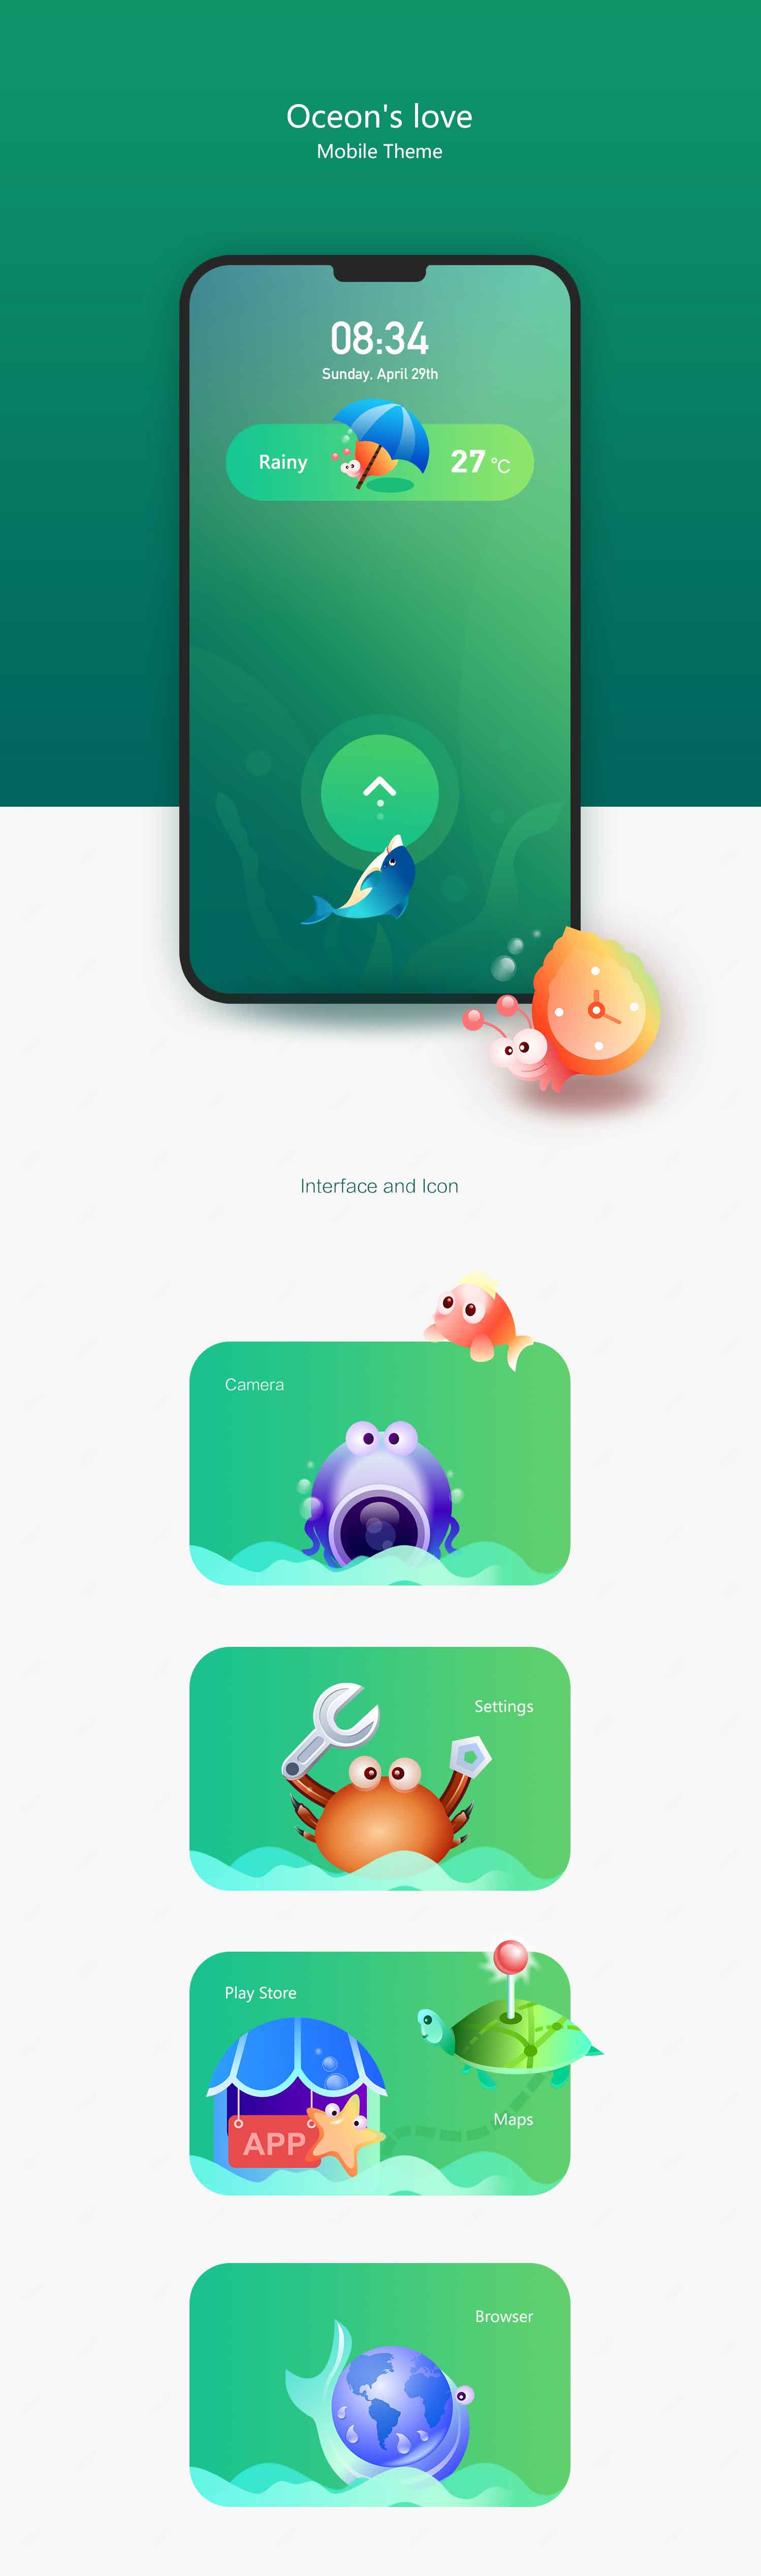 Oceon's love
Mobile Theme
08:34
Sunday, April 29th
Rainy
27 °C
Interface and Icon
Camera
Settings
Play Store
APP
Maps
Browser